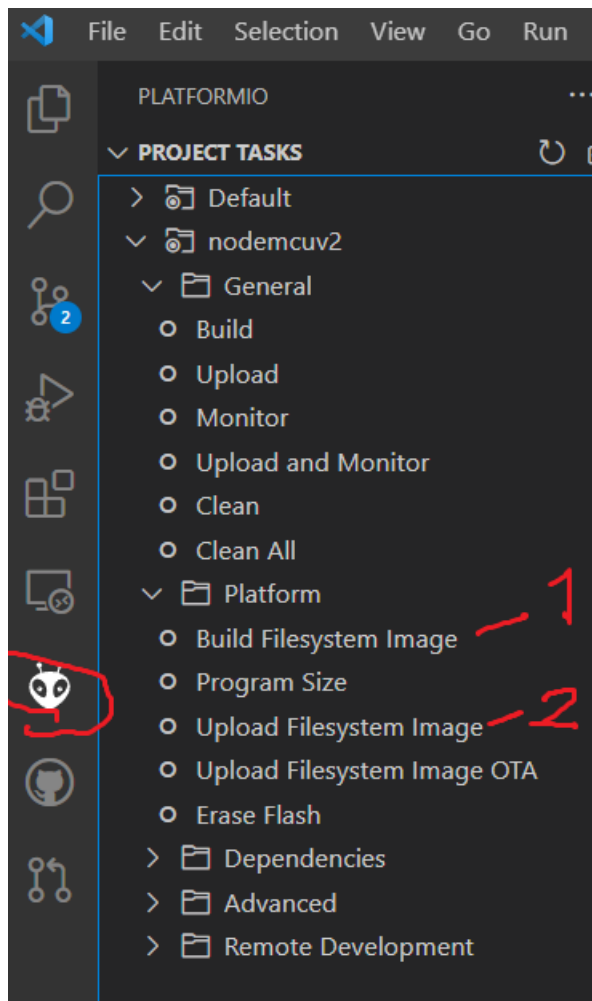 File Edit Selection View Go Run
PLATFORMIO
PROJECT TASKS
Default
nodemcuv2
General
Build
Upload
Monitor
2
Upload and Monitor
Clean
Clean All
Platform
1
Build Filesystem Image
Program Size
Upload Filesystem Image
2
Upload Filesystem Image OTA
Erase Flash
Dependencies
Advanced
Remote Development